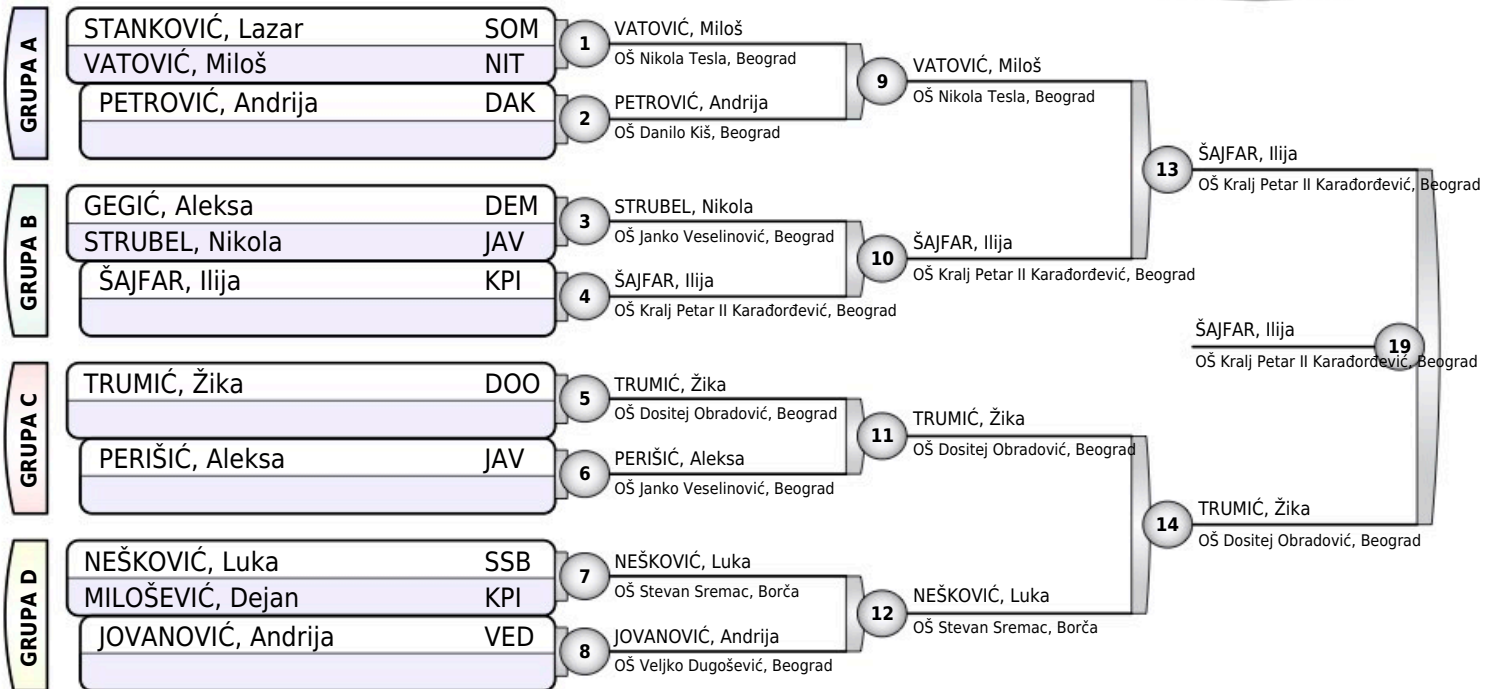 GRUPA A
STANKOVIĆ, Lazar SOM
VATOVIĆ, Miloš NIT
PETROVIĆ, Andrija DAK
GRUPA B
GEGIĆ, Aleksa DEM
STRUBEL, Nikola JAV
ŠAJFAR, Ilija KPI
GRUPA C
TRUMIĆ, Žika DOO
PERIŠIĆ, Aleksa JAV
GRUPA D
NEŠKOVIĆ, Luka SSB
MILOŠEVIĆ, Dejan KPI
JOVANOVIĆ, Andrija VED
1
VATOVIĆ, Miloš
OŠ Nikola Tesla, Beograd
2
PETROVIĆ, Andrija
OŠ Danilo Kiš, Beograd
3
STRUBEL, Nikola
OŠ Janko Veselinović, Beograd
4
ŠAJFAR, Ilija
OŠ Kralj Petar II Karađorđević, Beograd
5
TRUMIĆ, Žika
OŠ Dositej Obradović, Beograd
6
PERIŠIĆ, Aleksa
OŠ Janko Veselinović, Beograd
7
NEŠKOVIĆ, Luka
OŠ Stevan Sremac, Borča
8
JOVANOVIĆ, Andrija
OŠ Veljko Dugošević, Beograd
9
VATOVIĆ, Miloš
OŠ Nikola Tesla, Beograd
10
ŠAJFAR, Ilija
OŠ Kralj Petar II Karađorđević, Beograd
11
TRUMIĆ, Žika
OŠ Dositej Obradović, Beograd
12
NEŠKOVIĆ, Luka
OŠ Stevan Sremac, Borča
13
ŠAJFAR, Ilija
OŠ Kralj Petar II Karađorđević, Beograd
14
TRUMIĆ, Žika
OŠ Dositej Obradović, Beograd
ŠAJFAR, Ilija
19
OŠ Kralj Petar II Karađorđević, Beograd